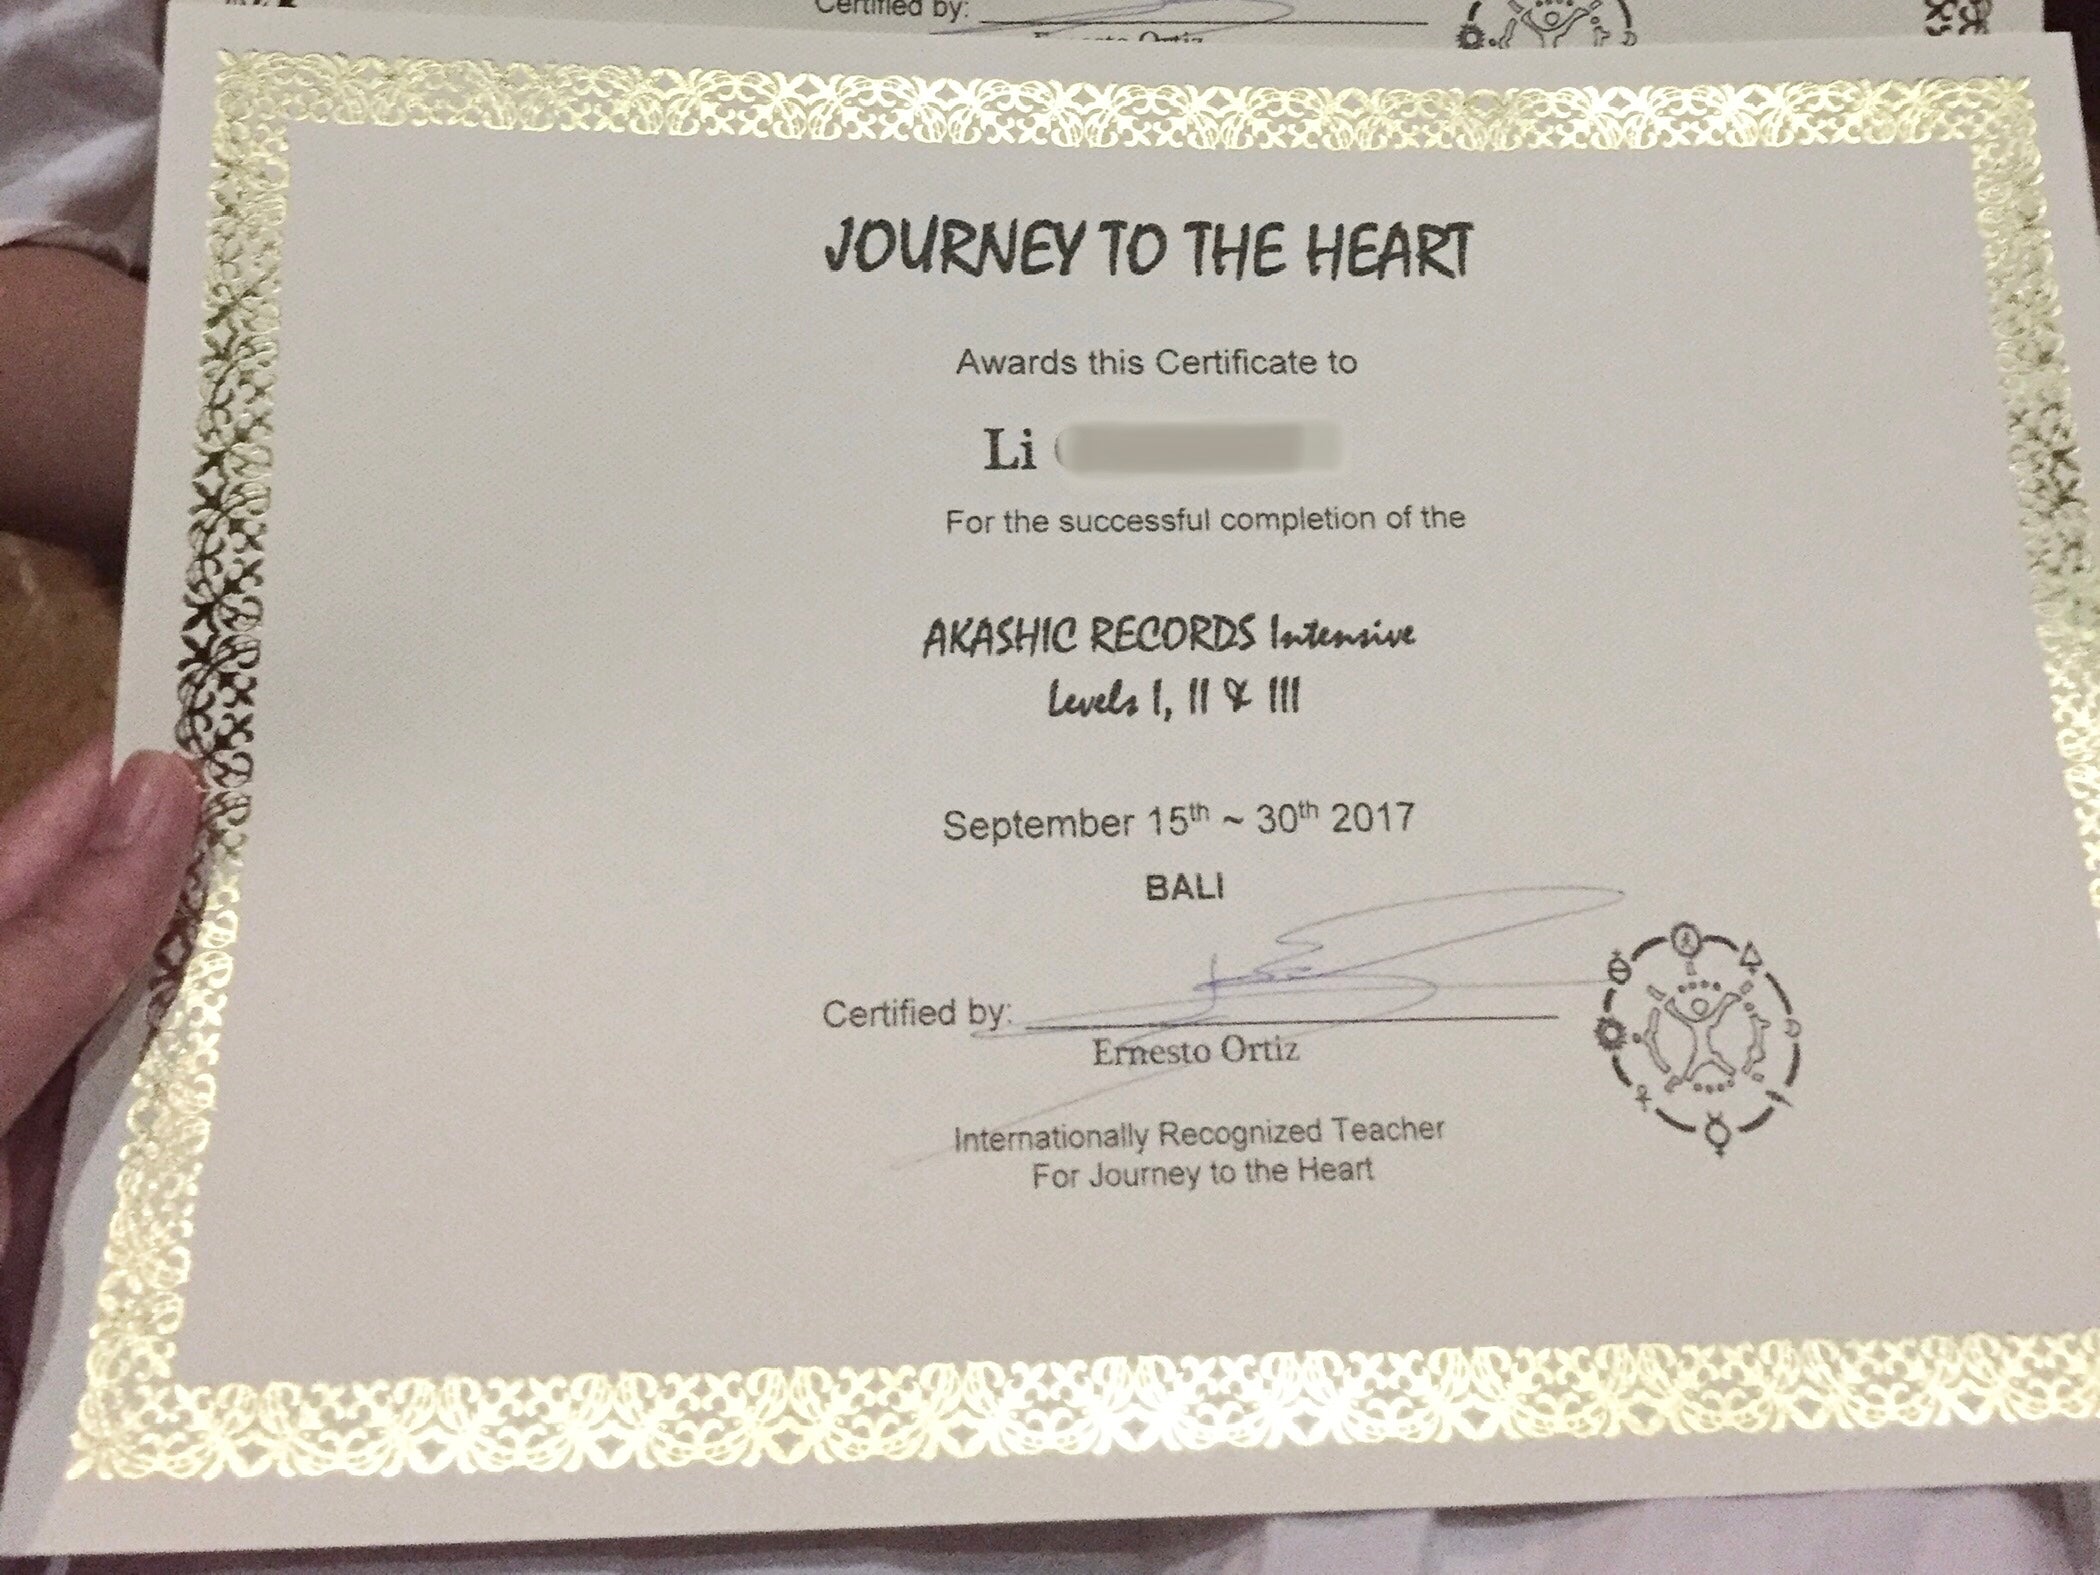 Certified by:
JOURNEY TO THE HEART
Awards this Certificate to
Li
For the successful completion of the
AKASHIC RECORDS Intensive
Levels I, II & III
September 15th ~ 30th 2017
BALI
Certified by:
Ernesto Ortiz
Internationally Recognized Teacher
For Journey to the Heart